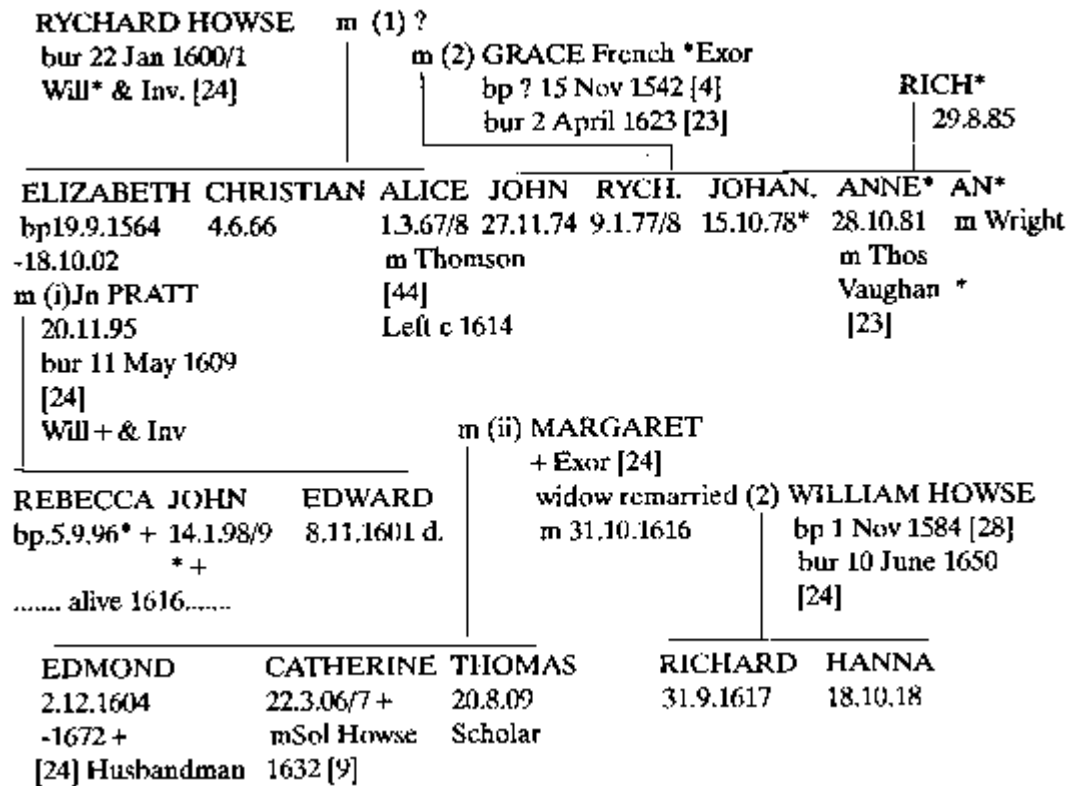 RYCHARD HOWSE m (1) ?
bur 22 Jan 1600/1 m (2) GRACE French *Exor
Will* & Inv. [24] bp ? 15 Nov 1542 [4] RICH*
bur 2 April 1623 [23] 29.8.85
ELIZABETH CHRISTIAN ALICE JOHN RYCH. JOHAN. ANNE* AN*
bp19.9.1564 4.6.66 1.3.67/8 27.11.74 9.1.77/8 15.10.78* 28.10.81 m Wright
-18.10.02 m Thomson m Thos
m (i)Jn PRATT [44] Vaughan *
20.11.95 Left c 1614 [23]
bur 11 May 1609
[24]
Will + & Inv m (ii) MARGARET
+ Exor [24]
REBECCA JOHN EDWARD widow remarried (2) WILLIAM HOWSE
bp.5.9.96* + 14.1.98/9 8.11.1601 d. m 31.10.1616 bp 1 Nov 1584 [28]
* + bur 10 June 1650
....... alive 1616....... [24]
EDMOND CATHERINE THOMAS RICHARD HANNA
2.12.1604 22.3.06/7 + 20.8.09 31.9.1617 18.10.18
-1672 + mSol Howse Scholar
[24] Husbandman 1632 [9]